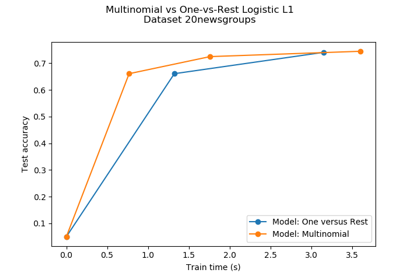 Multinomial vs One-vs-Rest Logistic L1
Dataset 20newsgroups
0.7
0.6
0.5
0.4
0.3
0.2
0.1
Test accuracy
Model: One versus Rest
Model: Multinomial
0.0 0.5 1.0 1.5 2.0 2.5 3.0 3.5
Train time (s)